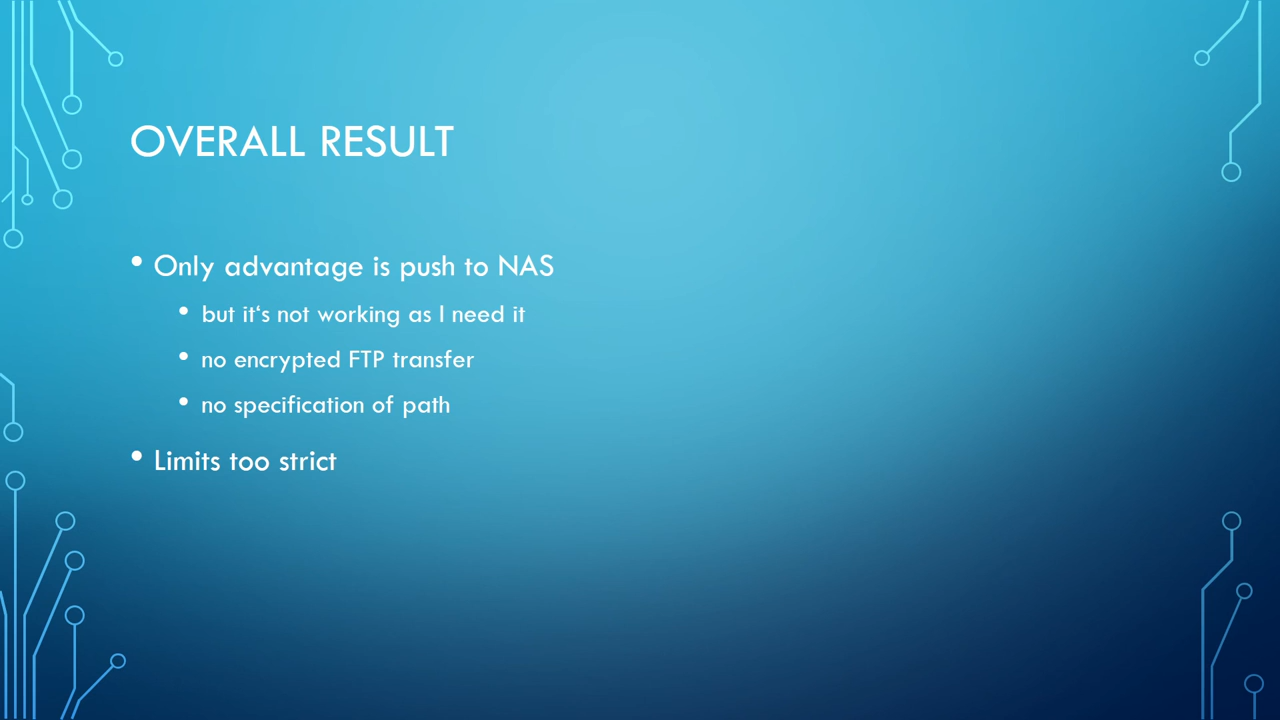 OVERALL RESULT
• Only advantage is push to NAS
• but it‘s not working as I need it
• no encrypted FTP transfer
• no specification of path
• Limits too strict